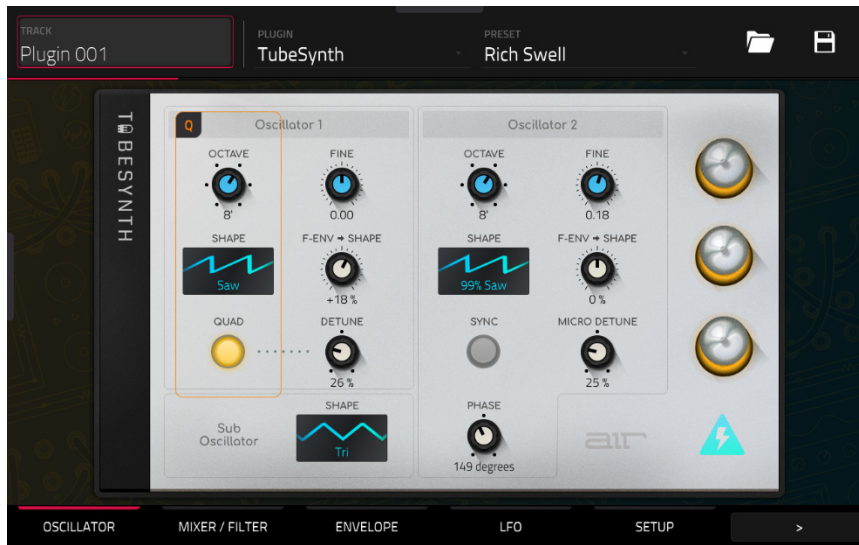 TRACK
Plugin 001
PLUGIN
TubeSynth
PRESET
Rich Swell
TUBESYNTH
Q
Oscillator 1
OCTAVE
FINE
8'
0.00
SHAPE
F-ENV → SHAPE
Saw
+18 %
QUAD
DETUNE
26 %
Oscillator 2
OCTAVE
FINE
8'
0.18
SHAPE
F-ENV → SHAPE
99% Saw
0 %
SYNC
MICRO DETUNE
25 %
Sub
Oscillator
SHAPE
Tri
PHASE
149 degrees
air
OSCILLATOR
MIXER / FILTER
ENVELOPE
LFO
SETUP
>